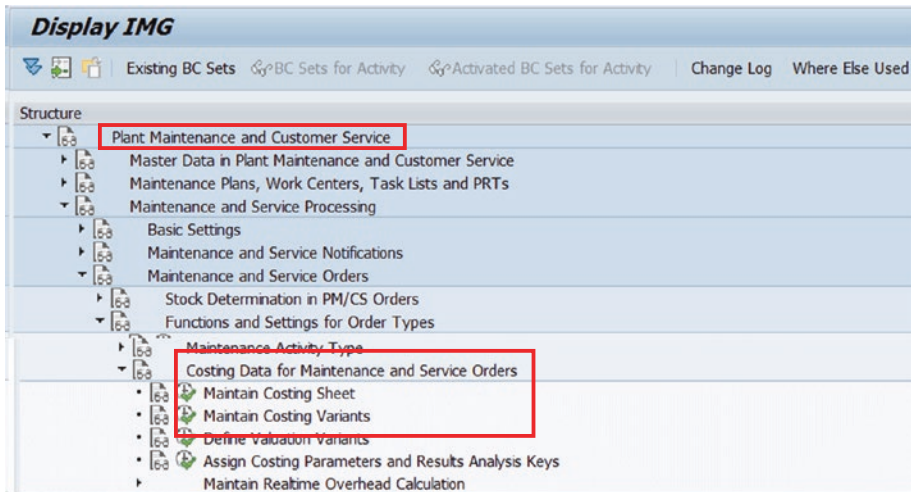 Display IMG
Existing BC Sets BC Sets for Activity Activated BC Sets for Activity Change Log Where Else Used
Structure
Plant Maintenance and Customer Service
Master Data in Plant Maintenance and Customer Service
Maintenance Plans, Work Centers, Task Lists and PRTs
Maintenance and Service Processing
Basic Settings
Maintenance and Service Notifications
Maintenance and Service Orders
Stock Determination in PM/CS Orders
Functions and Settings for Order Types
Maintenance Activity Type
Costing Data for Maintenance and Service Orders
Maintain Costing Sheet
Maintain Costing Variants
Define Valuation Variants
Assign Costing Parameters and Results Analysis Keys
Maintain Realtime Overhead Calculation